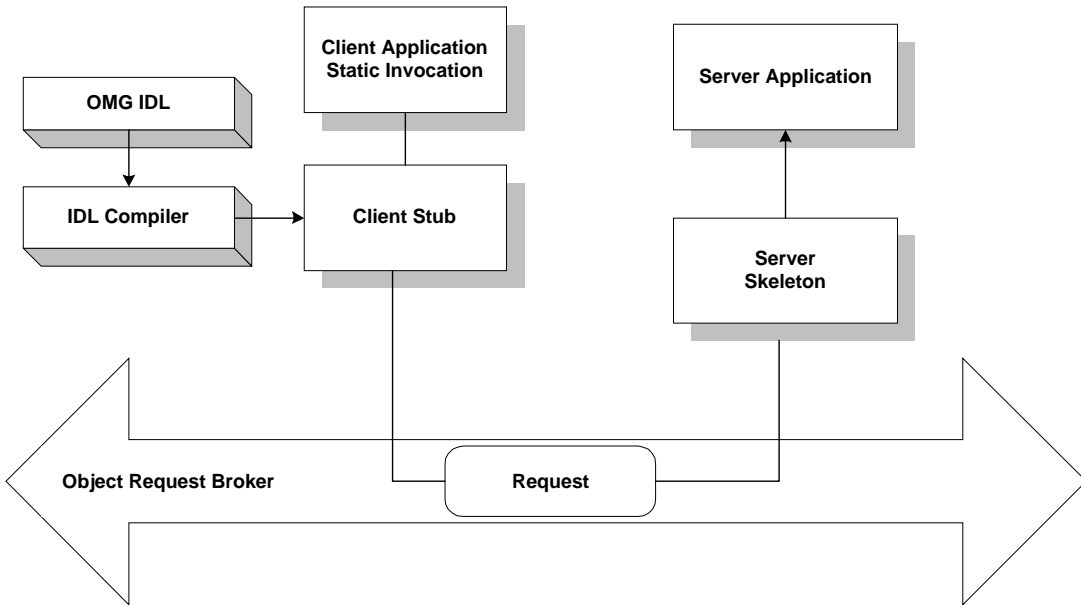 Client Application
Static Invocation
Server Application
OMG IDL
IDL Compiler
Client Stub
Server
Skeleton
Object Request Broker
Request